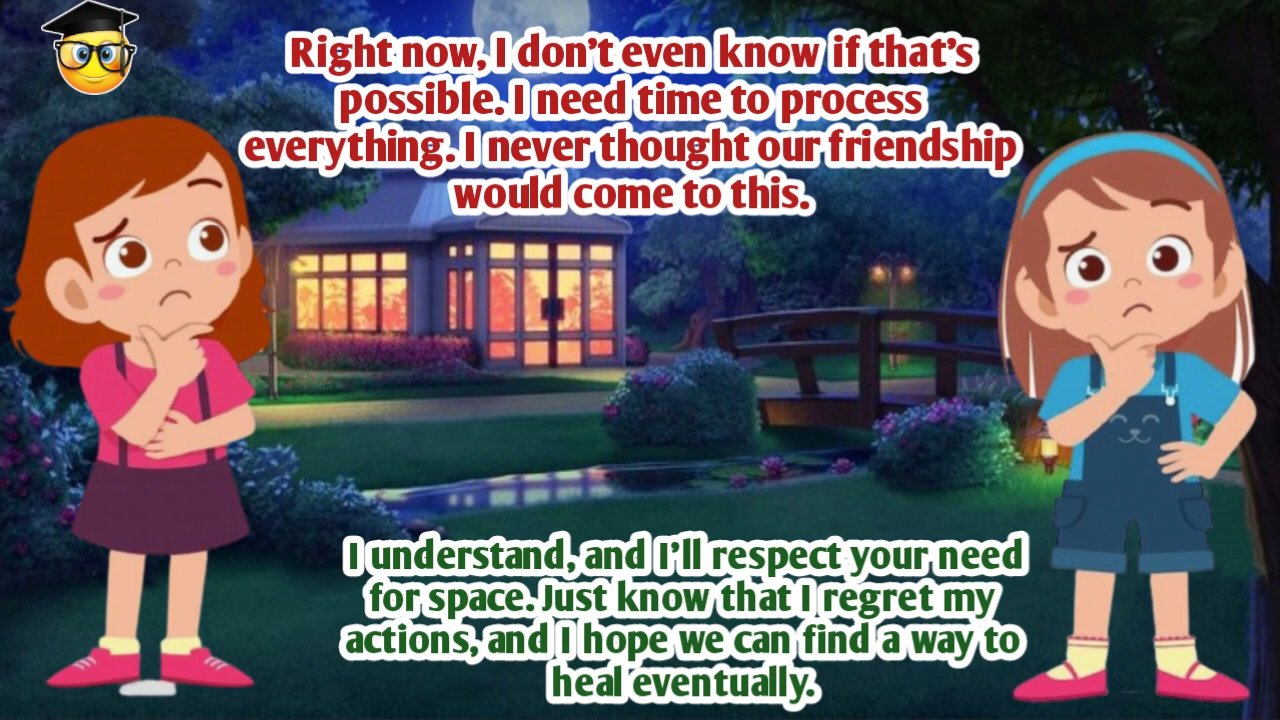 Right now, I don't even know if that's
possible. I need time to process
everything. I never thought our friendship
would come to this.
I understand, and I'll respect your need
for space. Just know that I regret my
actions, and I hope we can find a way to
heal eventually.